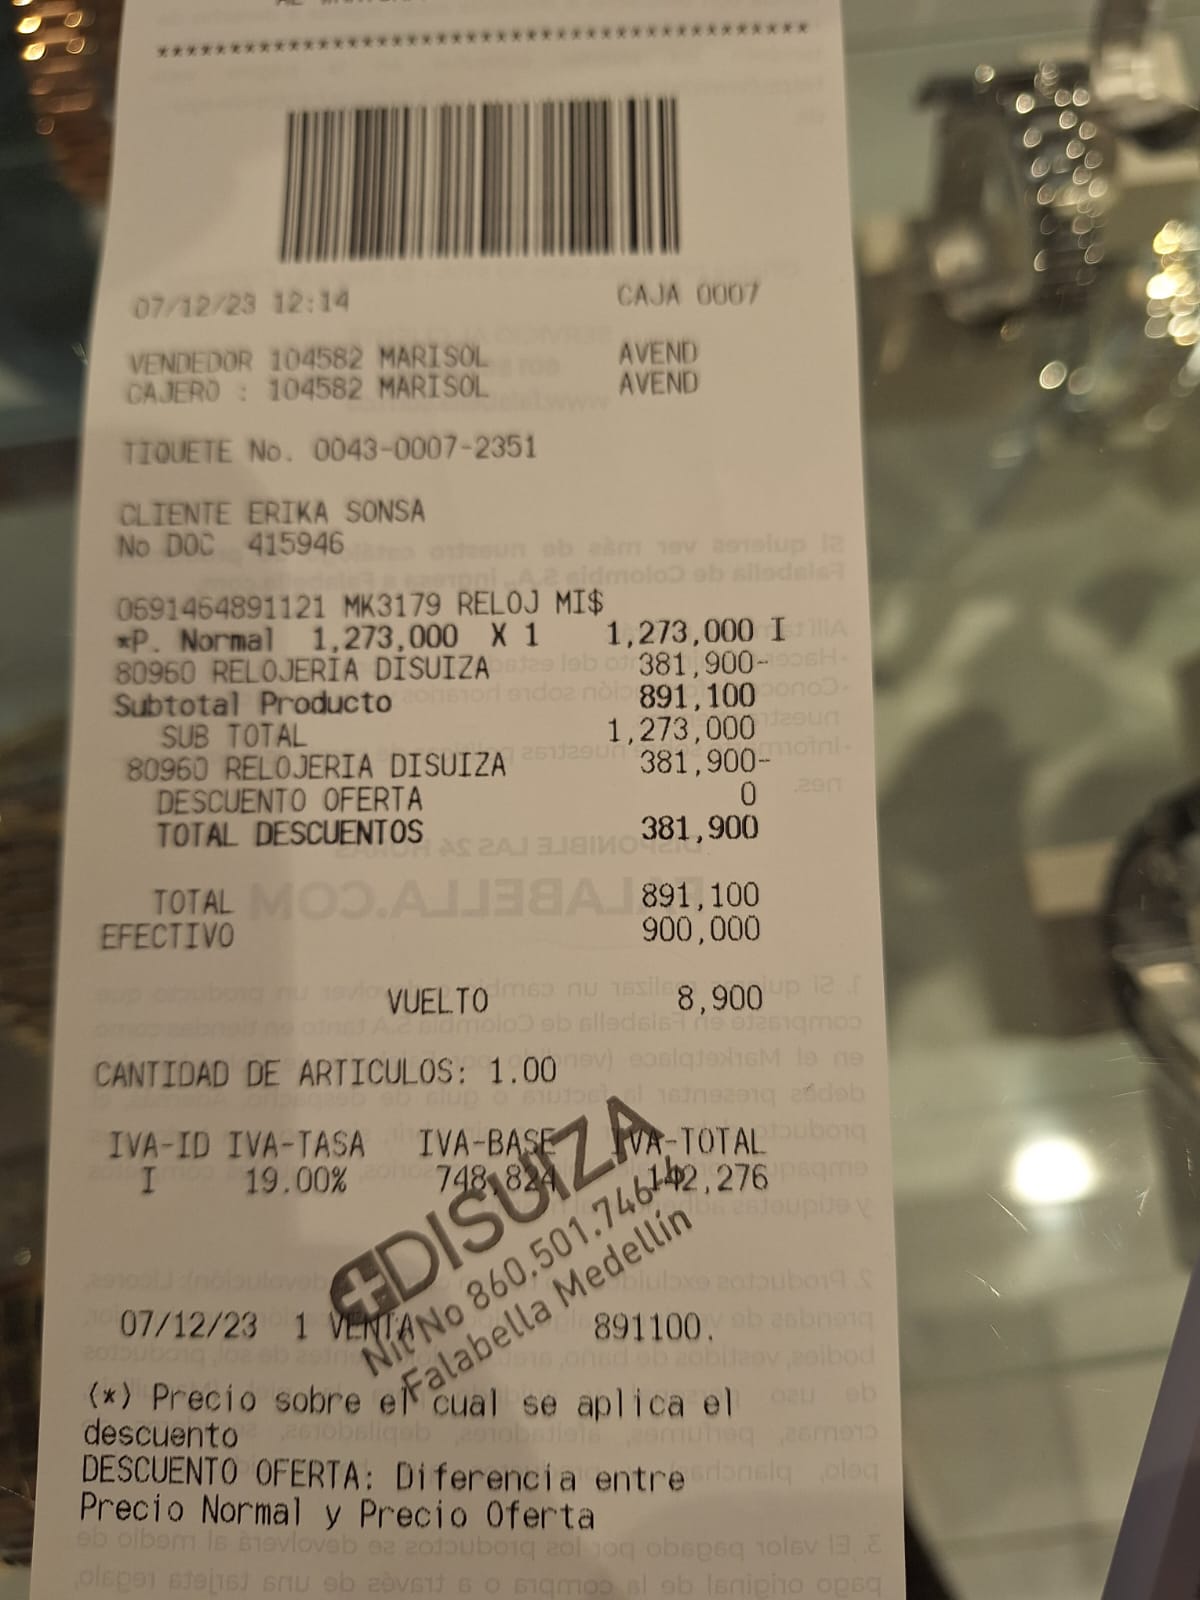 ********************************************
07/12/23 12:14 CAJA 0007
VENDEDOR 104582 MARISOL AVEND
CAJERO : 104582 MARISOL AVEND
TIQUETE No. 0043-0007-2351
CLIENTE ERIKA SONSA
No DOC 415946
0691464891121 MK3179 RELOJ MI$
*P. Normal 1,273,000 X 1 1,273,000 I
80960 RELOJERIA DISUIZA 381,900-
Subtotal Producto 891,100
SUB TOTAL 1,273,000
80960 RELOJERIA DISUIZA 381,900-
DESCUENTO OFERTA 0
TOTAL DESCUENTOS 381,900
TOTAL 891,100
EFECTIVO 900,000
VUELTO 8,900
CANTIDAD DE ARTICULOS: 1.00
IVA-ID IVA-TASA IVA-BASE IVA-TOTAL
I 19.00% 748,824 142,276
DISUIZA
Nit No 860.501.746-4
Falabella Medellín
07/12/23 1 VENTA 891100.
(*) Precio sobre el cual se aplica el
descuento
DESCUENTO OFERTA: Diferencia entre
Precio Normal y Precio Oferta